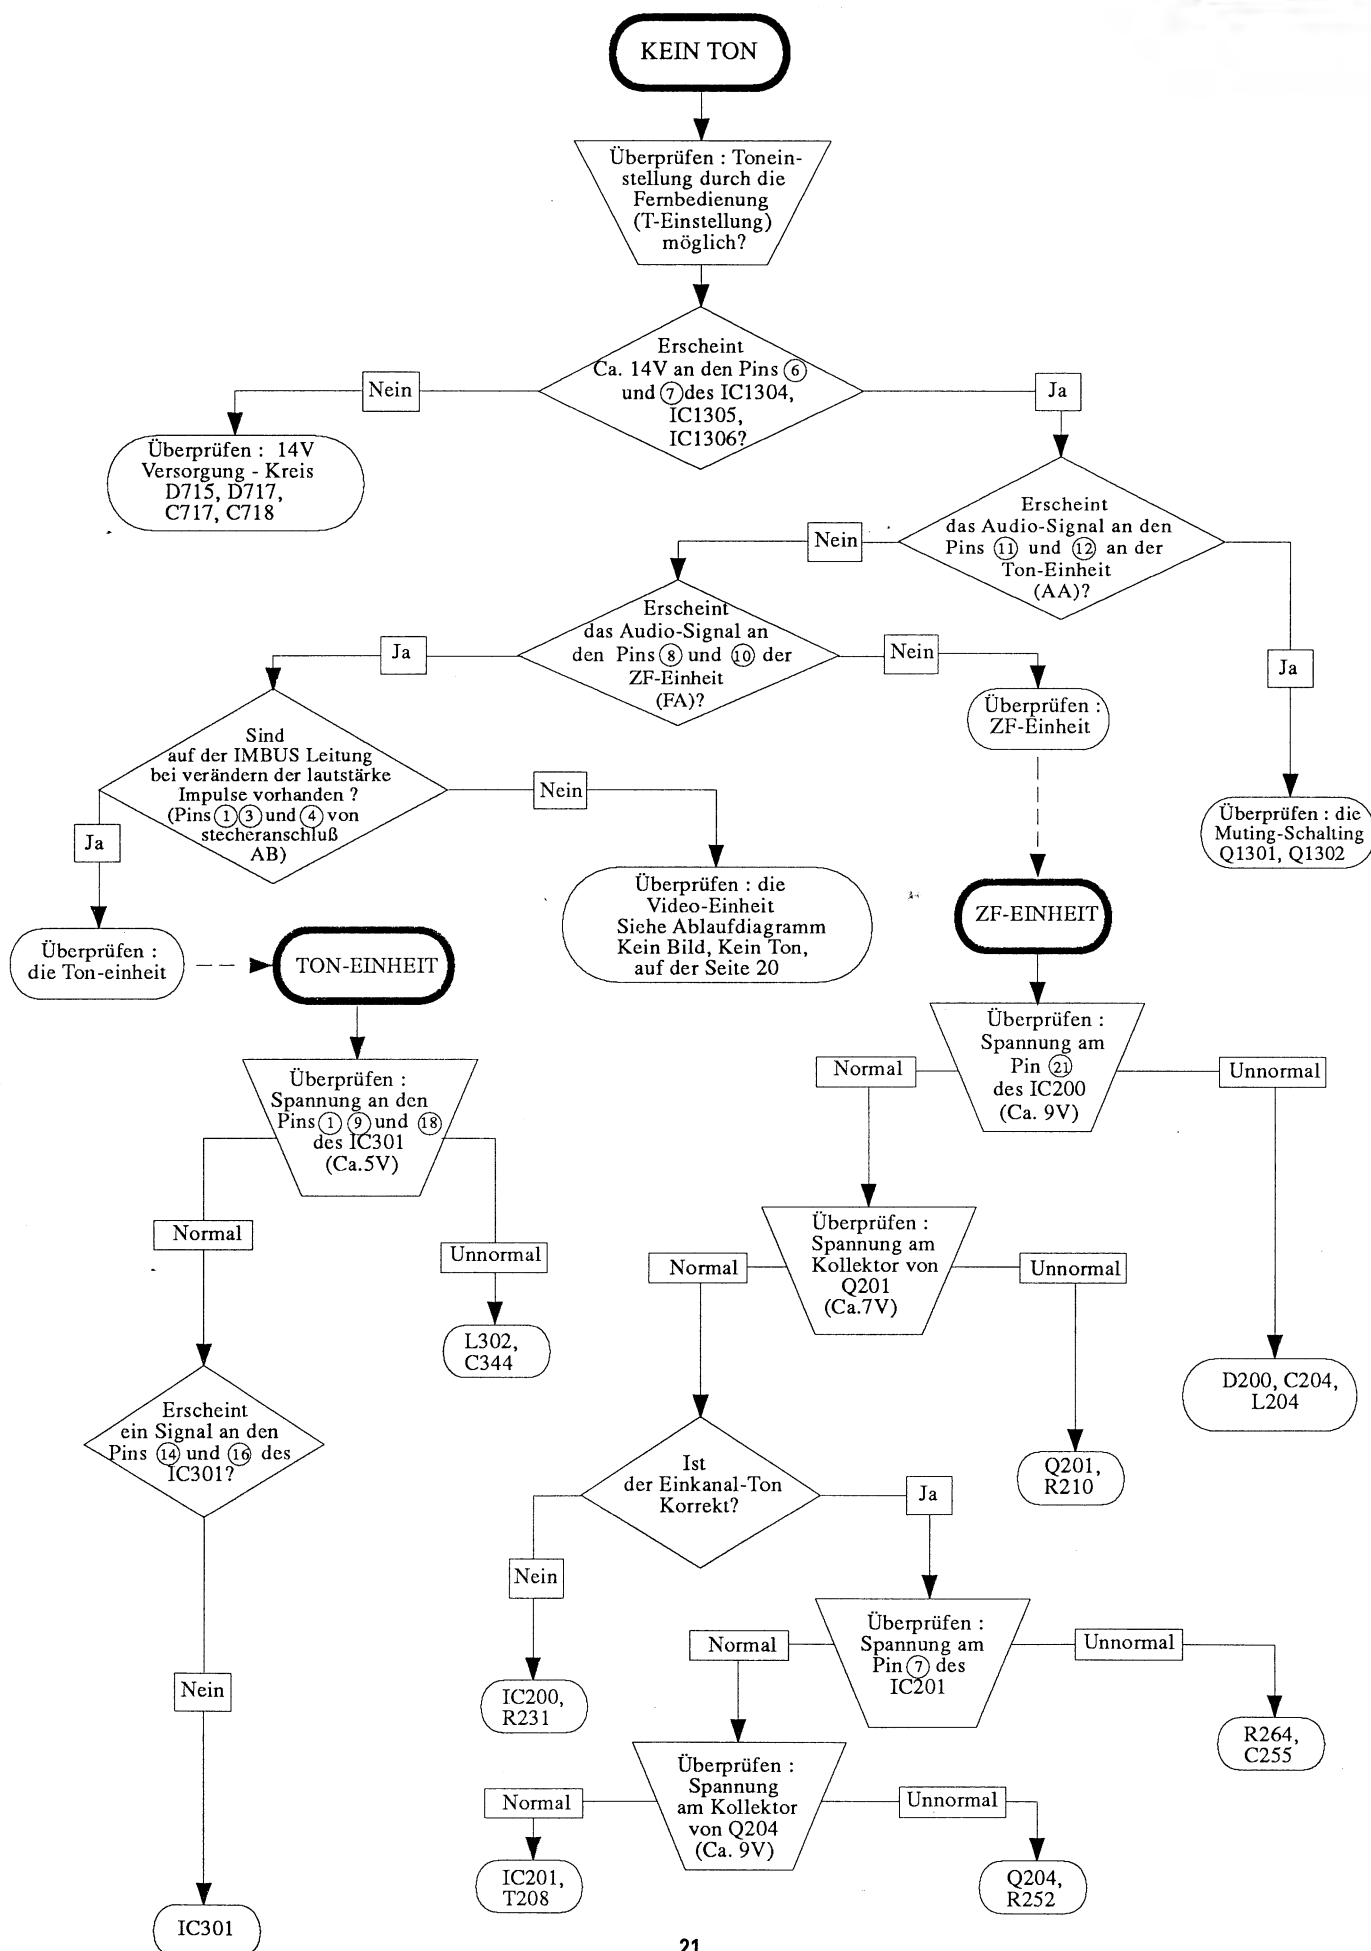 KEIN TON
Überprüfen : Tonein-
stellung durch die
Fernbedienung
(T-Einstellung)
möglich?
Erscheint
Ca. 14V an den Pins 6
und 7 des IC1304,
IC1305,
IC1306?
Nein
Ja
Überprüfen : 14V
Versorgung - Kreis
D715, D717,
C717, C718
Erscheint
das Audio-Signal an den
Pins 11 und 12 an der
Ton-Einheit
(AA)?
Nein
Ja
Erscheint
das Audio-Signal an
den Pins 8 und 10 der
ZF-Einheit
(FA)?
Ja
Nein
Überprüfen :
ZF-Einheit
Überprüfen : die
Muting-Schalting
Q1301, Q1302
Sind
auf der IMBUS Leitung
bei verändern der lautstärke
Impulse vorhanden ?
(Pins 1 3 und 4 von
stecheranschluß
AB)
Ja
Nein
Überprüfen : die
Video-Einheit
Siehe Ablaufdiagramm
Kein Bild, Kein Ton,
auf der Seite 20
Überprüfen :
die Ton-einheit
TON-EINHEIT
ZF-EINHEIT
Überprüfen :
Spannung an den
Pins 1 9 und 18
des IC301
(Ca.5V)
Normal
Unnormal
L302,
C344
Erscheint
ein Signal an den
Pins 14 und 16 des
IC301?
Nein
IC301
Überprüfen :
Spannung am
Pin 21
des IC200
(Ca. 9V)
Normal
Unnormal
D200, C204,
L204
Überprüfen :
Spannung am
Kollektor von
Q201
(Ca.7V)
Normal
Unnormal
Q201,
R210
Ist
der Einkanal-Ton
Korrekt?
Nein
Ja
IC200,
R231
Überprüfen :
Spannung am
Pin 7 des
IC201
Normal
Unnormal
R264,
C255
Überprüfen :
Spannung
am Kollektor
von Q204
(Ca. 9V)
Normal
Unnormal
IC201,
T208
Q204,
R252
21